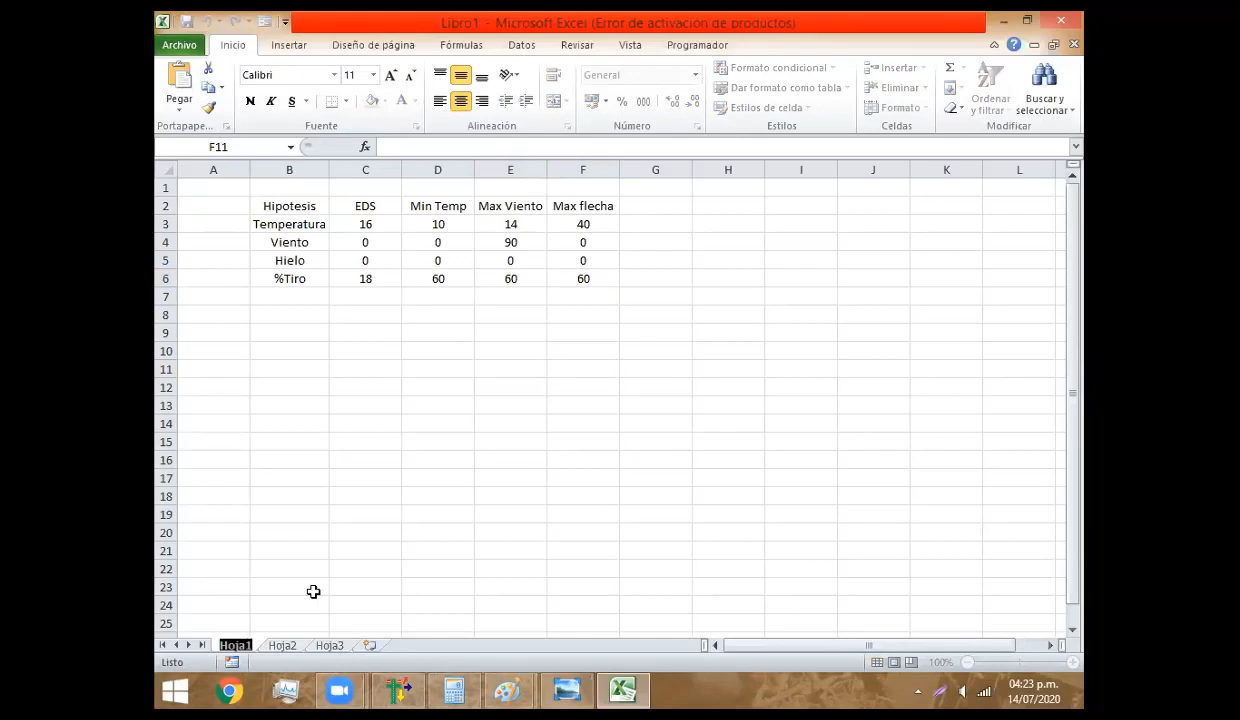 Libro1 - Microsoft Excel (Error de activación de productos)
Archivo Inicio Insertar Diseño de página Fórmulas Datos Revisar Vista Programador
Pegar
Portapape...
Calibri 11
N K S
Fuente
Alineación
General
% 000
Número
Formato condicional
Dar formato como tabla
Estilos de celda
Estilos
Insertar
Eliminar
Formato
Celdas
Ordenar y filtrar
Buscar y seleccionar
Modificar
F11 fx
A B C D E F G H I J K L
1
2 Hipotesis EDS Min Temp Max Viento Max flecha
3 Temperatura 16 10 14 40
4 Viento 0 0 90 0
5 Hielo 0 0 0 0
6 %Tiro 18 60 60 60
7
8
9
10
11
12
13
14
15
16
17
18
19
20
21
22
23
24
25
Hoja1 Hoja2 Hoja3
Listo 100%
04:23 p.m.
14/07/2020